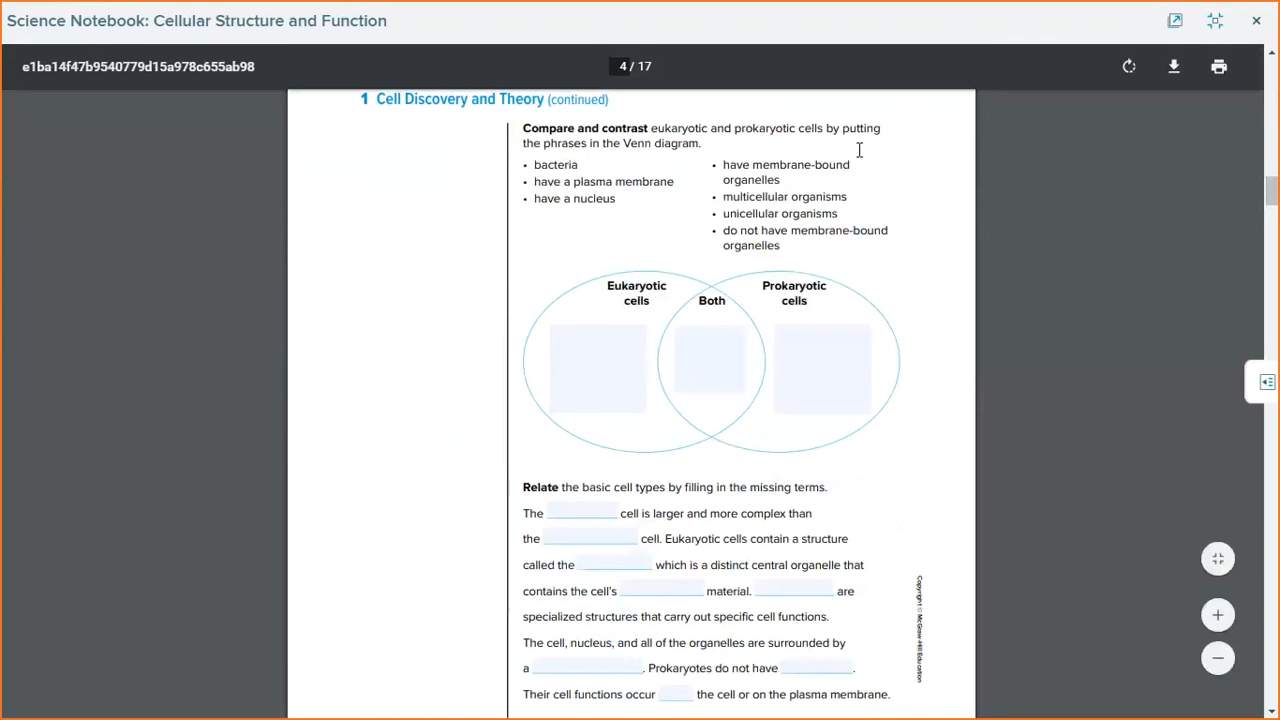 Science Notebook: Cellular Structure and Function
e1ba14f47b9540779d15a978c655ab98
4 / 17
1 Cell Discovery and Theory (continued)
Compare and contrast eukaryotic and prokaryotic cells by putting
the phrases in the Venn diagram.
• bacteria
• have a plasma membrane
• have a nucleus
• have membrane-bound
organelles
• multicellular organisms
• unicellular organisms
• do not have membrane-bound
organelles
Eukaryotic
cells
Both
Prokaryotic
cells
Relate the basic cell types by filling in the missing terms.
The cell is larger and more complex than
the cell. Eukaryotic cells contain a structure
called the which is a distinct central organelle that
contains the cell's material. are
specialized structures that carry out specific cell functions.
The cell, nucleus, and all of the organelles are surrounded by
a . Prokaryotes do not have .
Their cell functions occur the cell or on the plasma membrane.
Copyright © McGraw-Hill Education